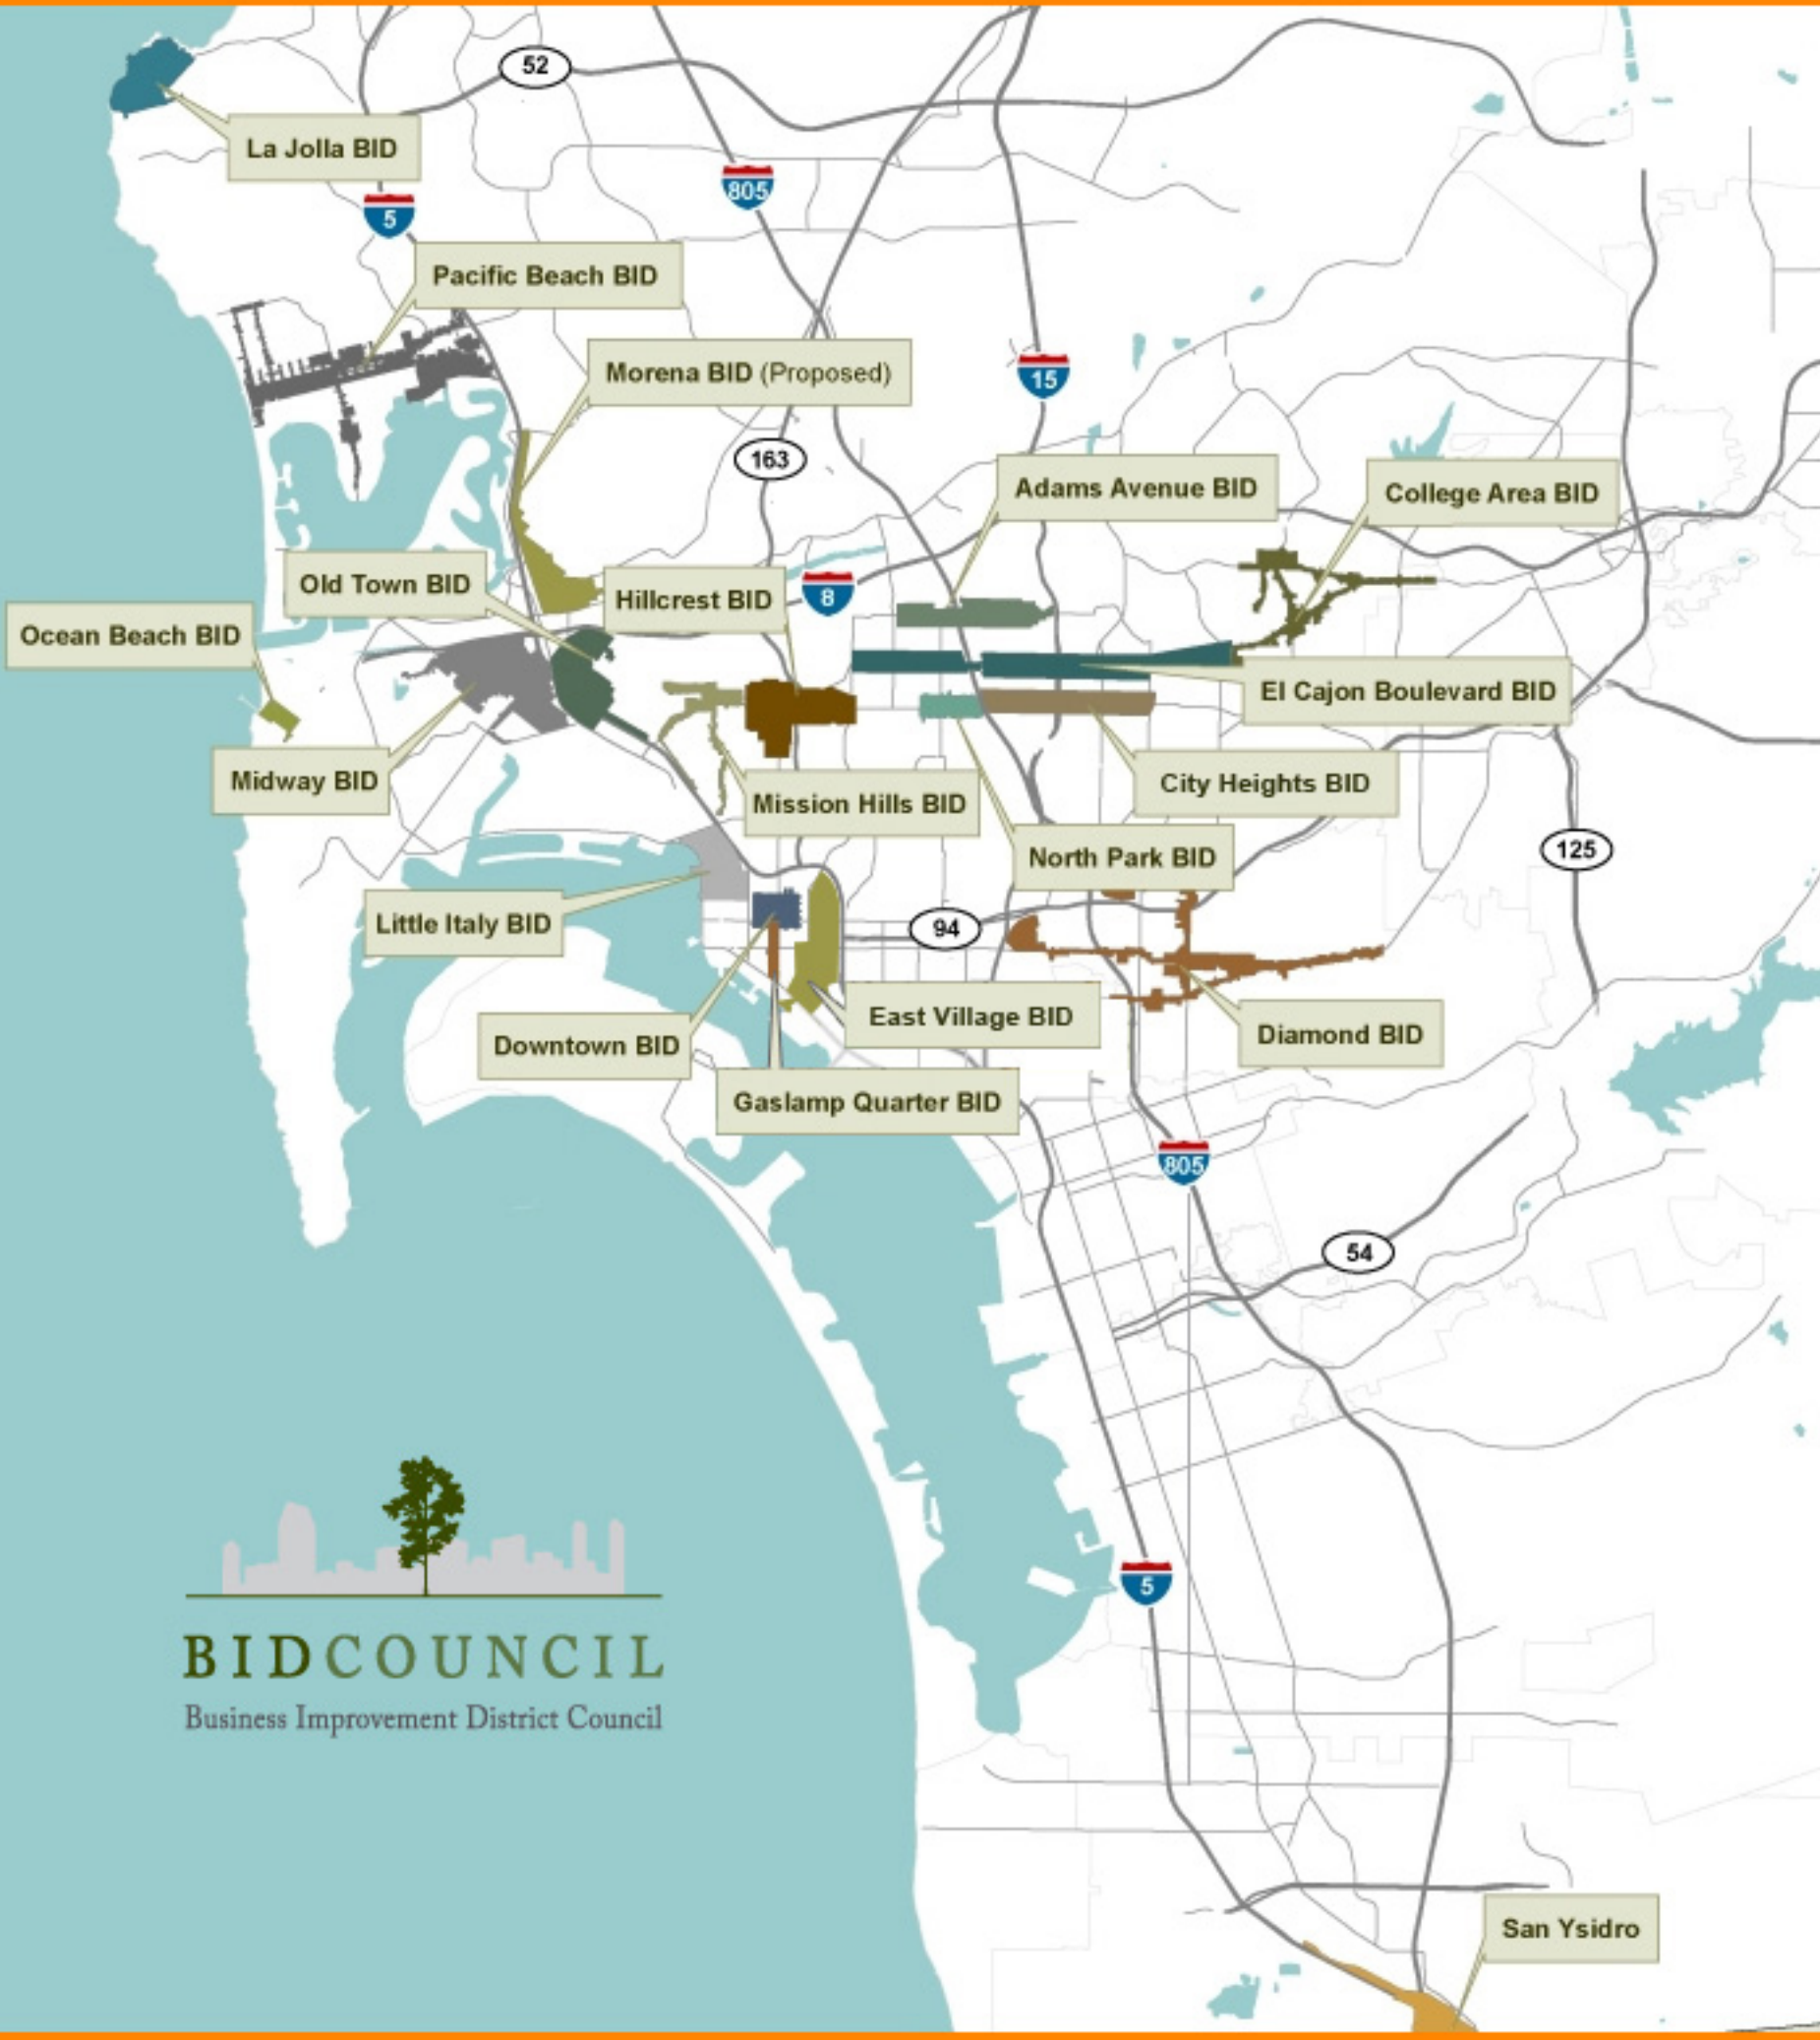 52
La Jolla BID
805
5
Pacific Beach BID
Morena BID (Proposed)
15
163
Adams Avenue BID
College Area BID
Old Town BID
Hillcrest BID
8
Ocean Beach BID
El Cajon Boulevard BID
Midway BID
Mission Hills BID
City Heights BID
North Park BID
125
Little Italy BID
94
East Village BID
Diamond BID
Downtown BID
Gaslamp Quarter BID
805
54
5
BIDCOUNCIL
Business Improvement District Council
San Ysidro